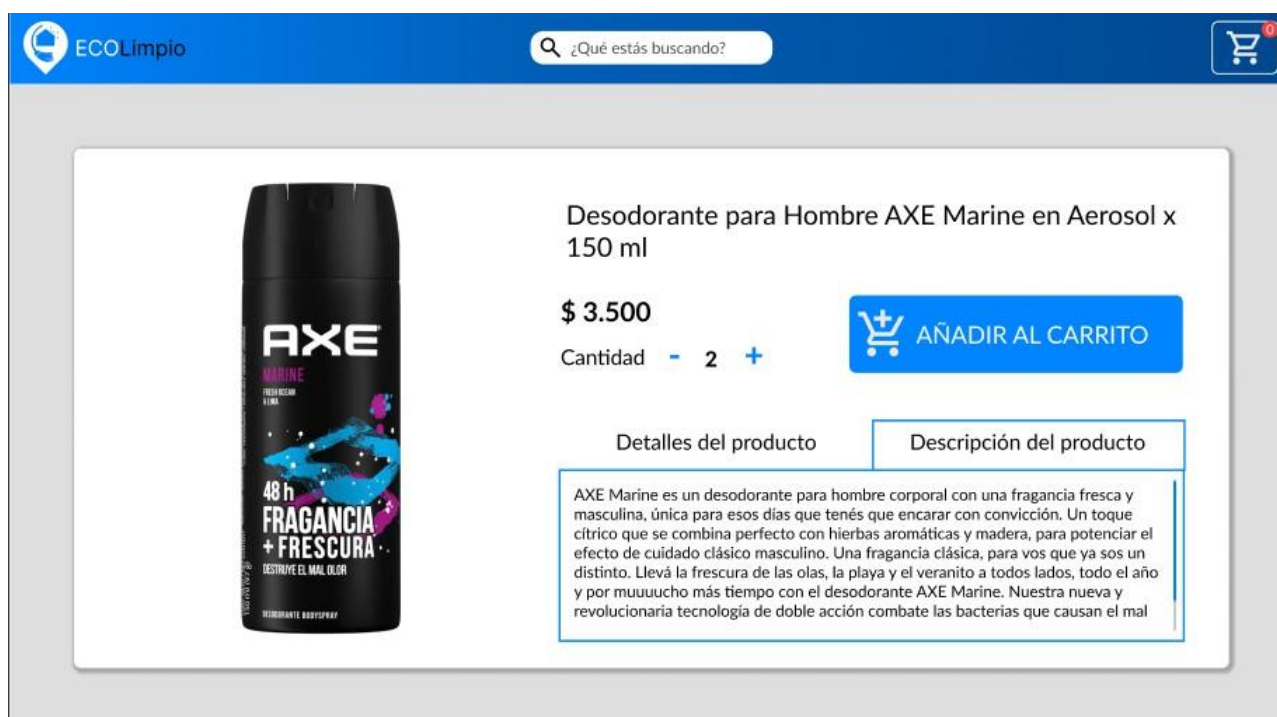 ECOLimpio
¿Qué estás buscando?
0
Desodorante para Hombre AXE Marine en Aerosol x
150 ml
$ 3.500
Cantidad - 2 +
AÑADIR AL CARRITO
Detalles del producto
Descripción del producto
AXE Marine es un desodorante para hombre corporal con una fragancia fresca y
masculina, única para esos días que tenés que encarar con convicción. Un toque
cítrico que se combina perfecto con hierbas aromáticas y madera, para potenciar el
efecto de cuidado clásico masculino. Una fragancia clásica, para vos que ya sos un
distinto. Llevá la frescura de las olas, la playa y el veranito a todos lados, todo el año
y por muuuucho más tiempo con el desodorante AXE Marine. Nuestra nueva y
revolucionaria tecnología de doble acción combate las bacterias que causan el mal
AXE
MARINE
FRESH OCEAN
& LIMA
48 h
FRAGANCIA
+ FRESCURA
DESTRUYE EL MAL OLOR
DESODORANTE BODYSPRAY